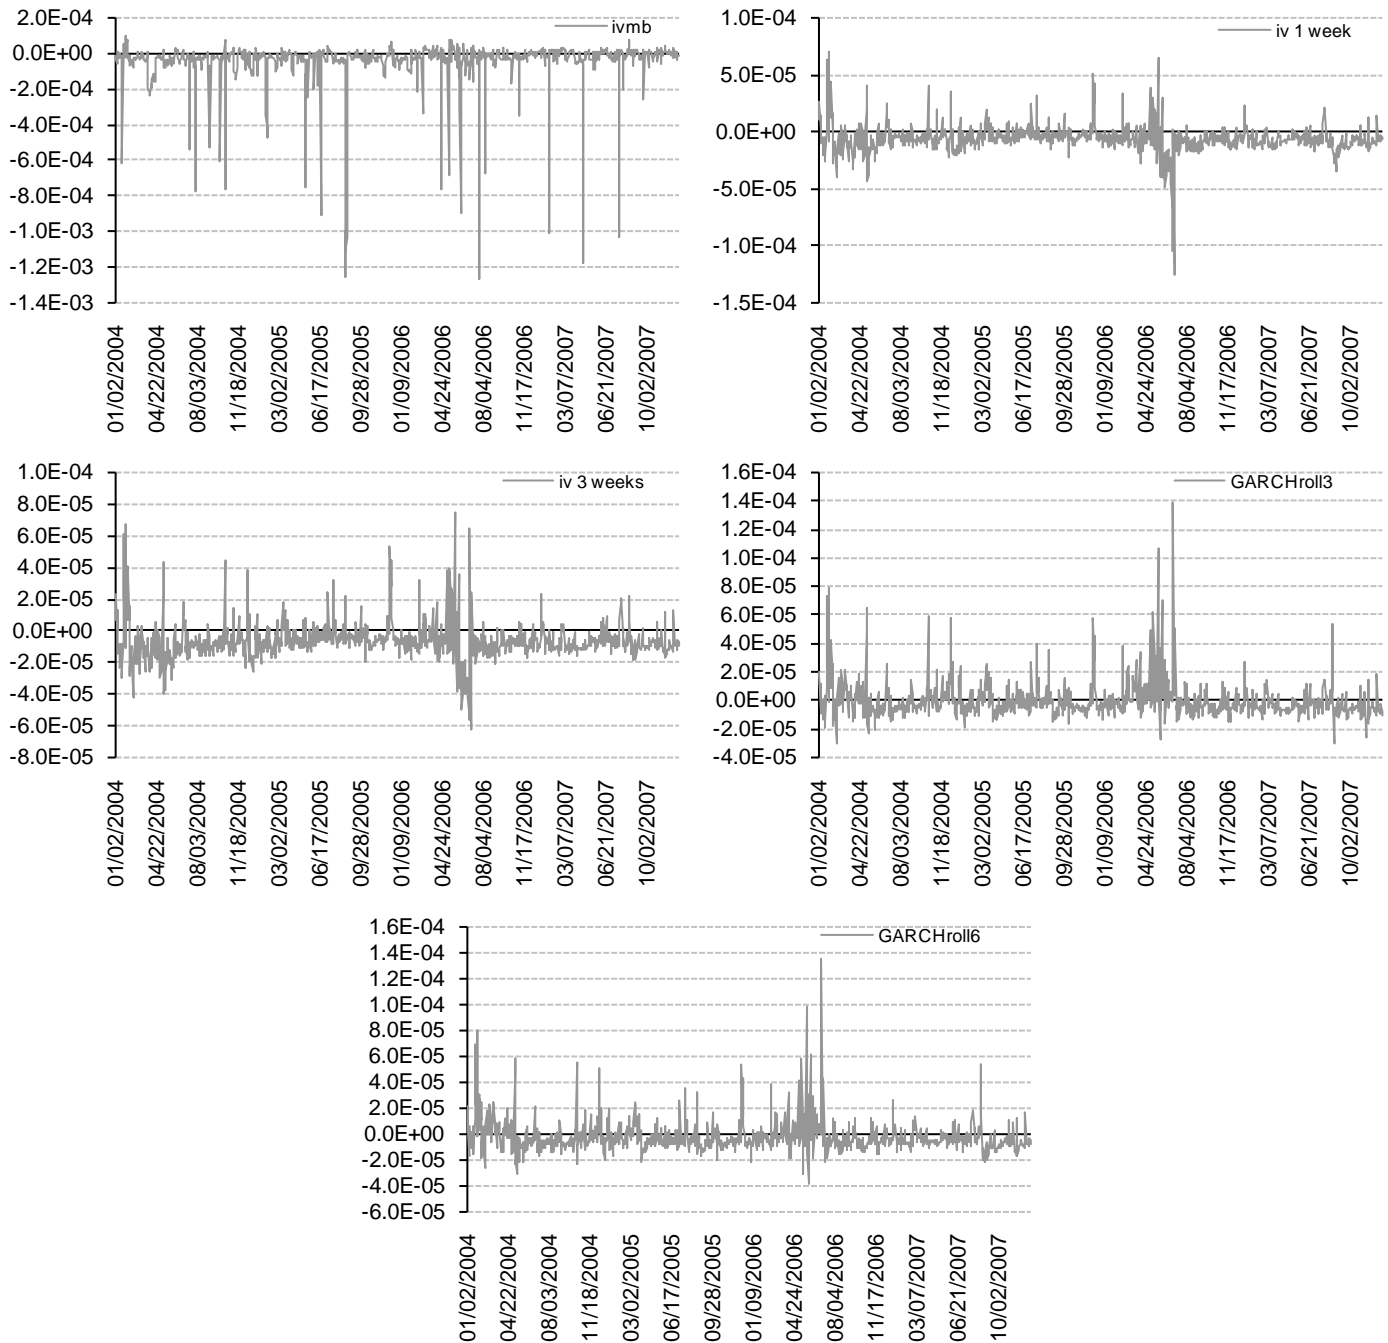 ivmb
2.0E-04
0.0E+00
-2.0E-04
-4.0E-04
-6.0E-04
-8.0E-04
-1.0E-03
-1.2E-03
-1.4E-03
01/02/2004
04/22/2004
08/03/2004
11/18/2004
03/02/2005
06/17/2005
09/28/2005
01/09/2006
04/24/2006
08/04/2006
11/17/2006
03/07/2007
06/21/2007
10/02/2007
iv 1 week
1.0E-04
5.0E-05
0.0E+00
-5.0E-05
-1.0E-04
-1.5E-04
01/02/2004
04/22/2004
08/03/2004
11/18/2004
03/02/2005
06/17/2005
09/28/2005
01/09/2006
04/24/2006
08/04/2006
11/17/2006
03/07/2007
06/21/2007
10/02/2007
iv 3 weeks
1.0E-04
8.0E-05
6.0E-05
4.0E-05
2.0E-05
0.0E+00
-2.0E-05
-4.0E-05
-6.0E-05
-8.0E-05
01/02/2004
04/22/2004
08/03/2004
11/18/2004
03/02/2005
06/17/2005
09/28/2005
01/09/2006
04/24/2006
08/04/2006
11/17/2006
03/07/2007
06/21/2007
10/02/2007
GARCHroll3
1.6E-04
1.4E-04
1.2E-04
1.0E-04
8.0E-05
6.0E-05
4.0E-05
2.0E-05
0.0E+00
-2.0E-05
-4.0E-05
01/02/2004
04/22/2004
08/03/2004
11/18/2004
03/02/2005
06/17/2005
09/28/2005
01/09/2006
04/24/2006
08/04/2006
11/17/2006
03/07/2007
06/21/2007
10/02/2007
GARCHroll6
1.6E-04
1.4E-04
1.2E-04
1.0E-04
8.0E-05
6.0E-05
4.0E-05
2.0E-05
0.0E+00
-2.0E-05
-4.0E-05
-6.0E-05
01/02/2004
04/22/2004
08/03/2004
11/18/2004
03/02/2005
06/17/2005
09/28/2005
01/09/2006
04/24/2006
08/04/2006
11/17/2006
03/07/2007
06/21/2007
10/02/2007